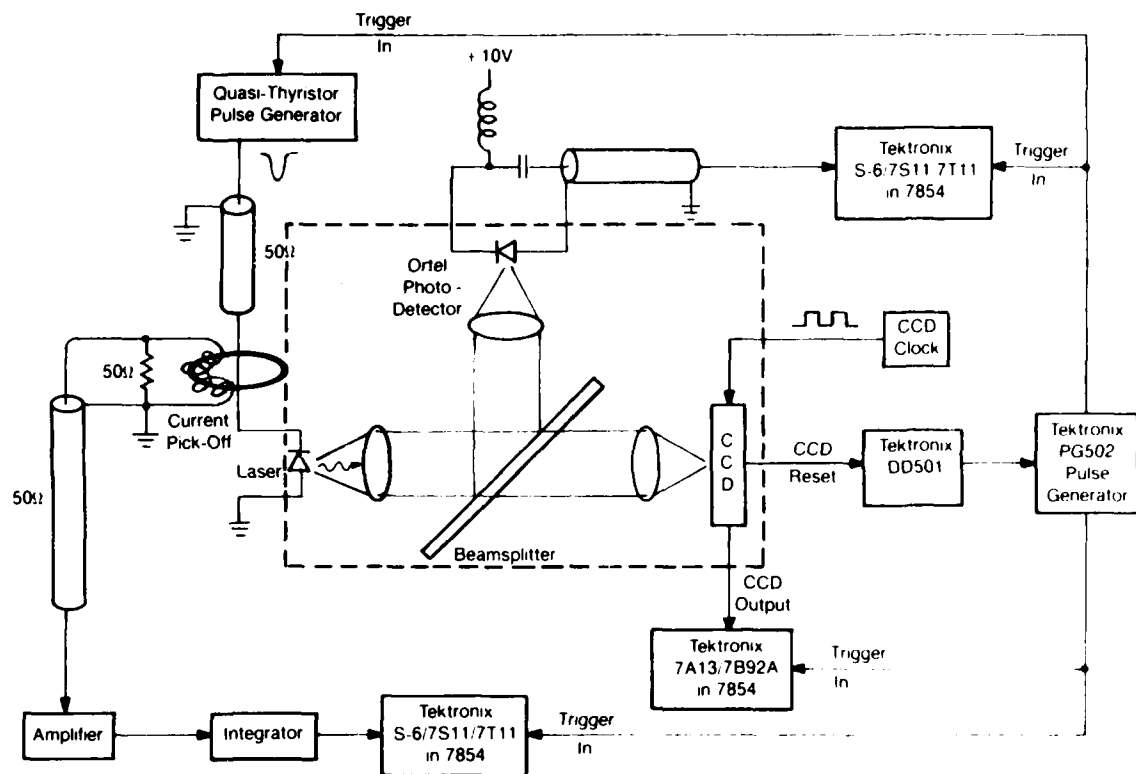 Trigger
In
+ 10V
Quasi-Thyristor
Pulse Generator
Tektronix
S-6/7S11 7T11
in 7854
Trigger
In
50Ω
Ortel
Photo-
Detector
CCD
Clock
50Ω
Current
Pick-Off
Laser
C
C
D
CCD
Reset
Tektronix
DD501
Tektronix
PG502
Pulse
Generator
50Ω
Beamsplitter
CCD
Output
Tektronix
7A13/7B92A
in 7854
Trigger
In
Amplifier
Integrator
Tektronix
S-6/7S11/7T11
in 7854
Trigger
In